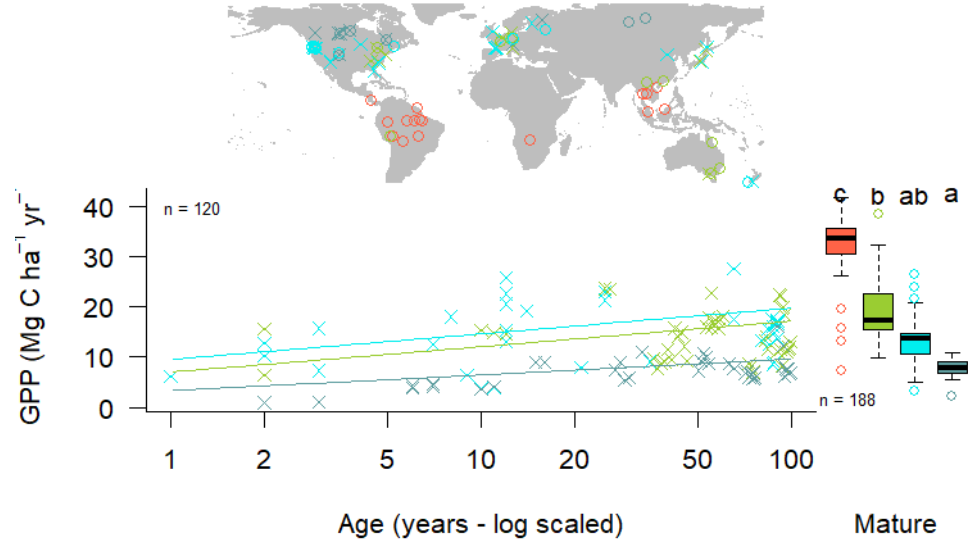 c b ab a
n = 120
GPP (Mg C ha⁻¹ yr⁻
40
30
20
10
0
n = 188
1 2 5 10 20 50 100
Age (years - log scaled)
Mature